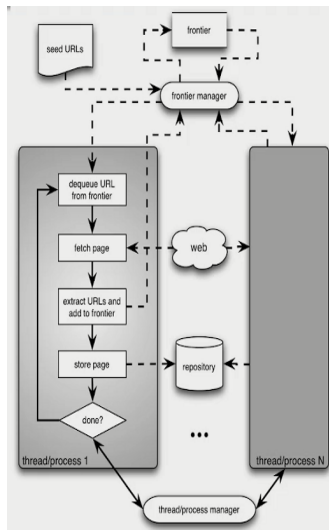 seed URLs
frontier
frontier manager
dequeue URL
from frontier
fetch page
web
extract URLs and
add to frontier
store page
repository
done?
...
thread/process 1
thread/process N
thread/process manager